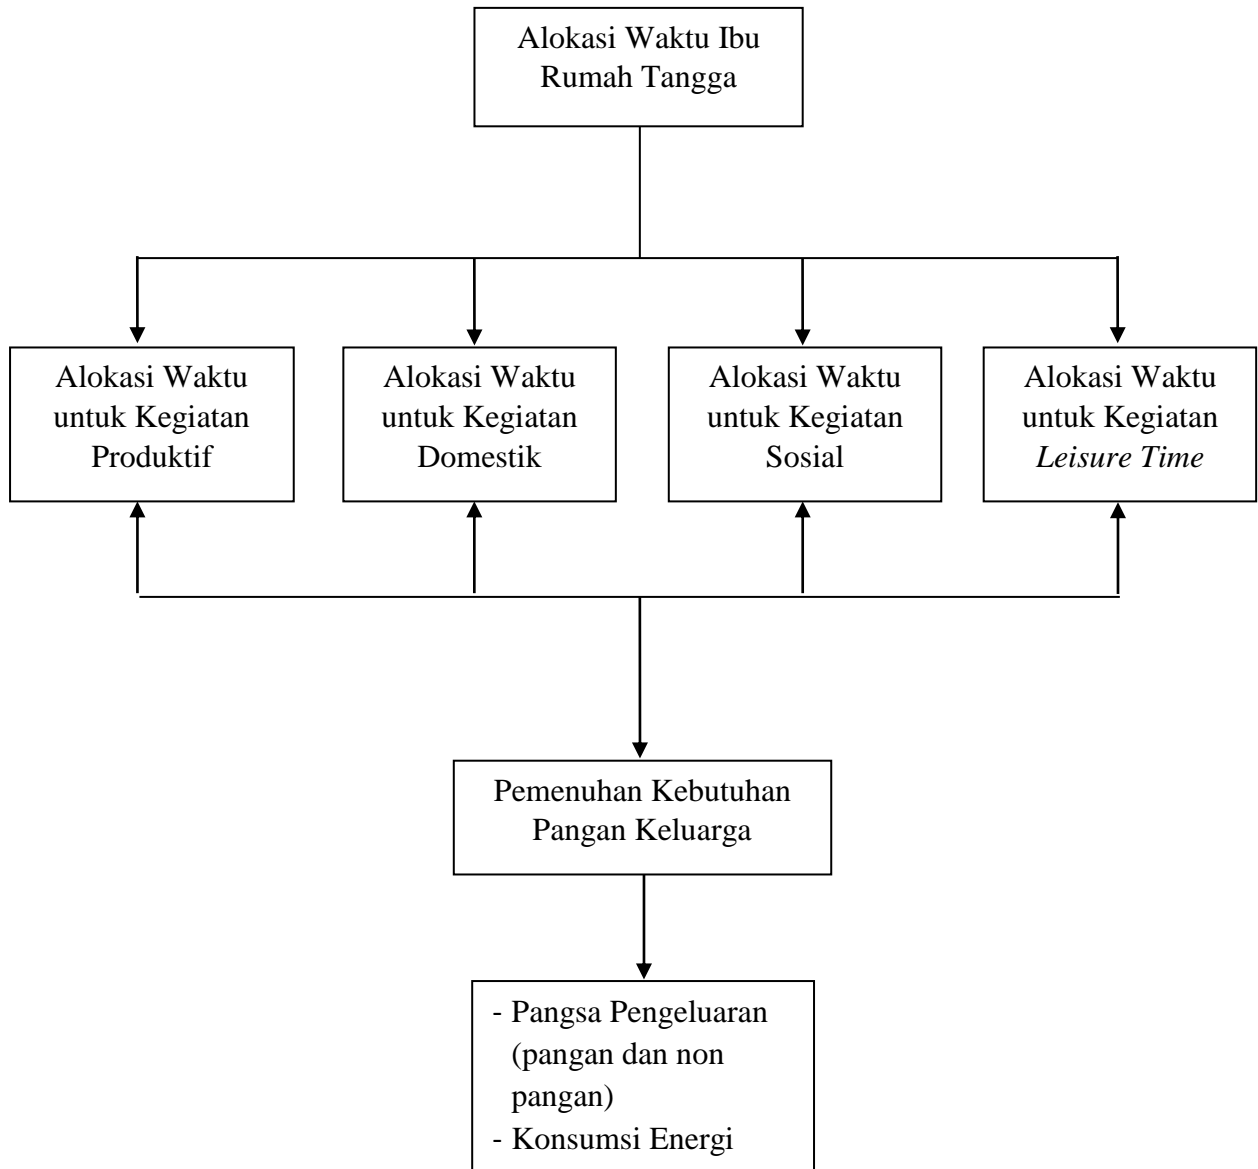 Alokasi Waktu Ibu
Rumah Tangga
Alokasi Waktu
untuk Kegiatan
Produktif
Alokasi Waktu
untuk Kegiatan
Domestik
Alokasi Waktu
untuk Kegiatan
Sosial
Alokasi Waktu
untuk Kegiatan
Leisure Time
Pemenuhan Kebutuhan
Pangan Keluarga
- Pangsa Pengeluaran
(pangan dan non
pangan)
- Konsumsi Energi